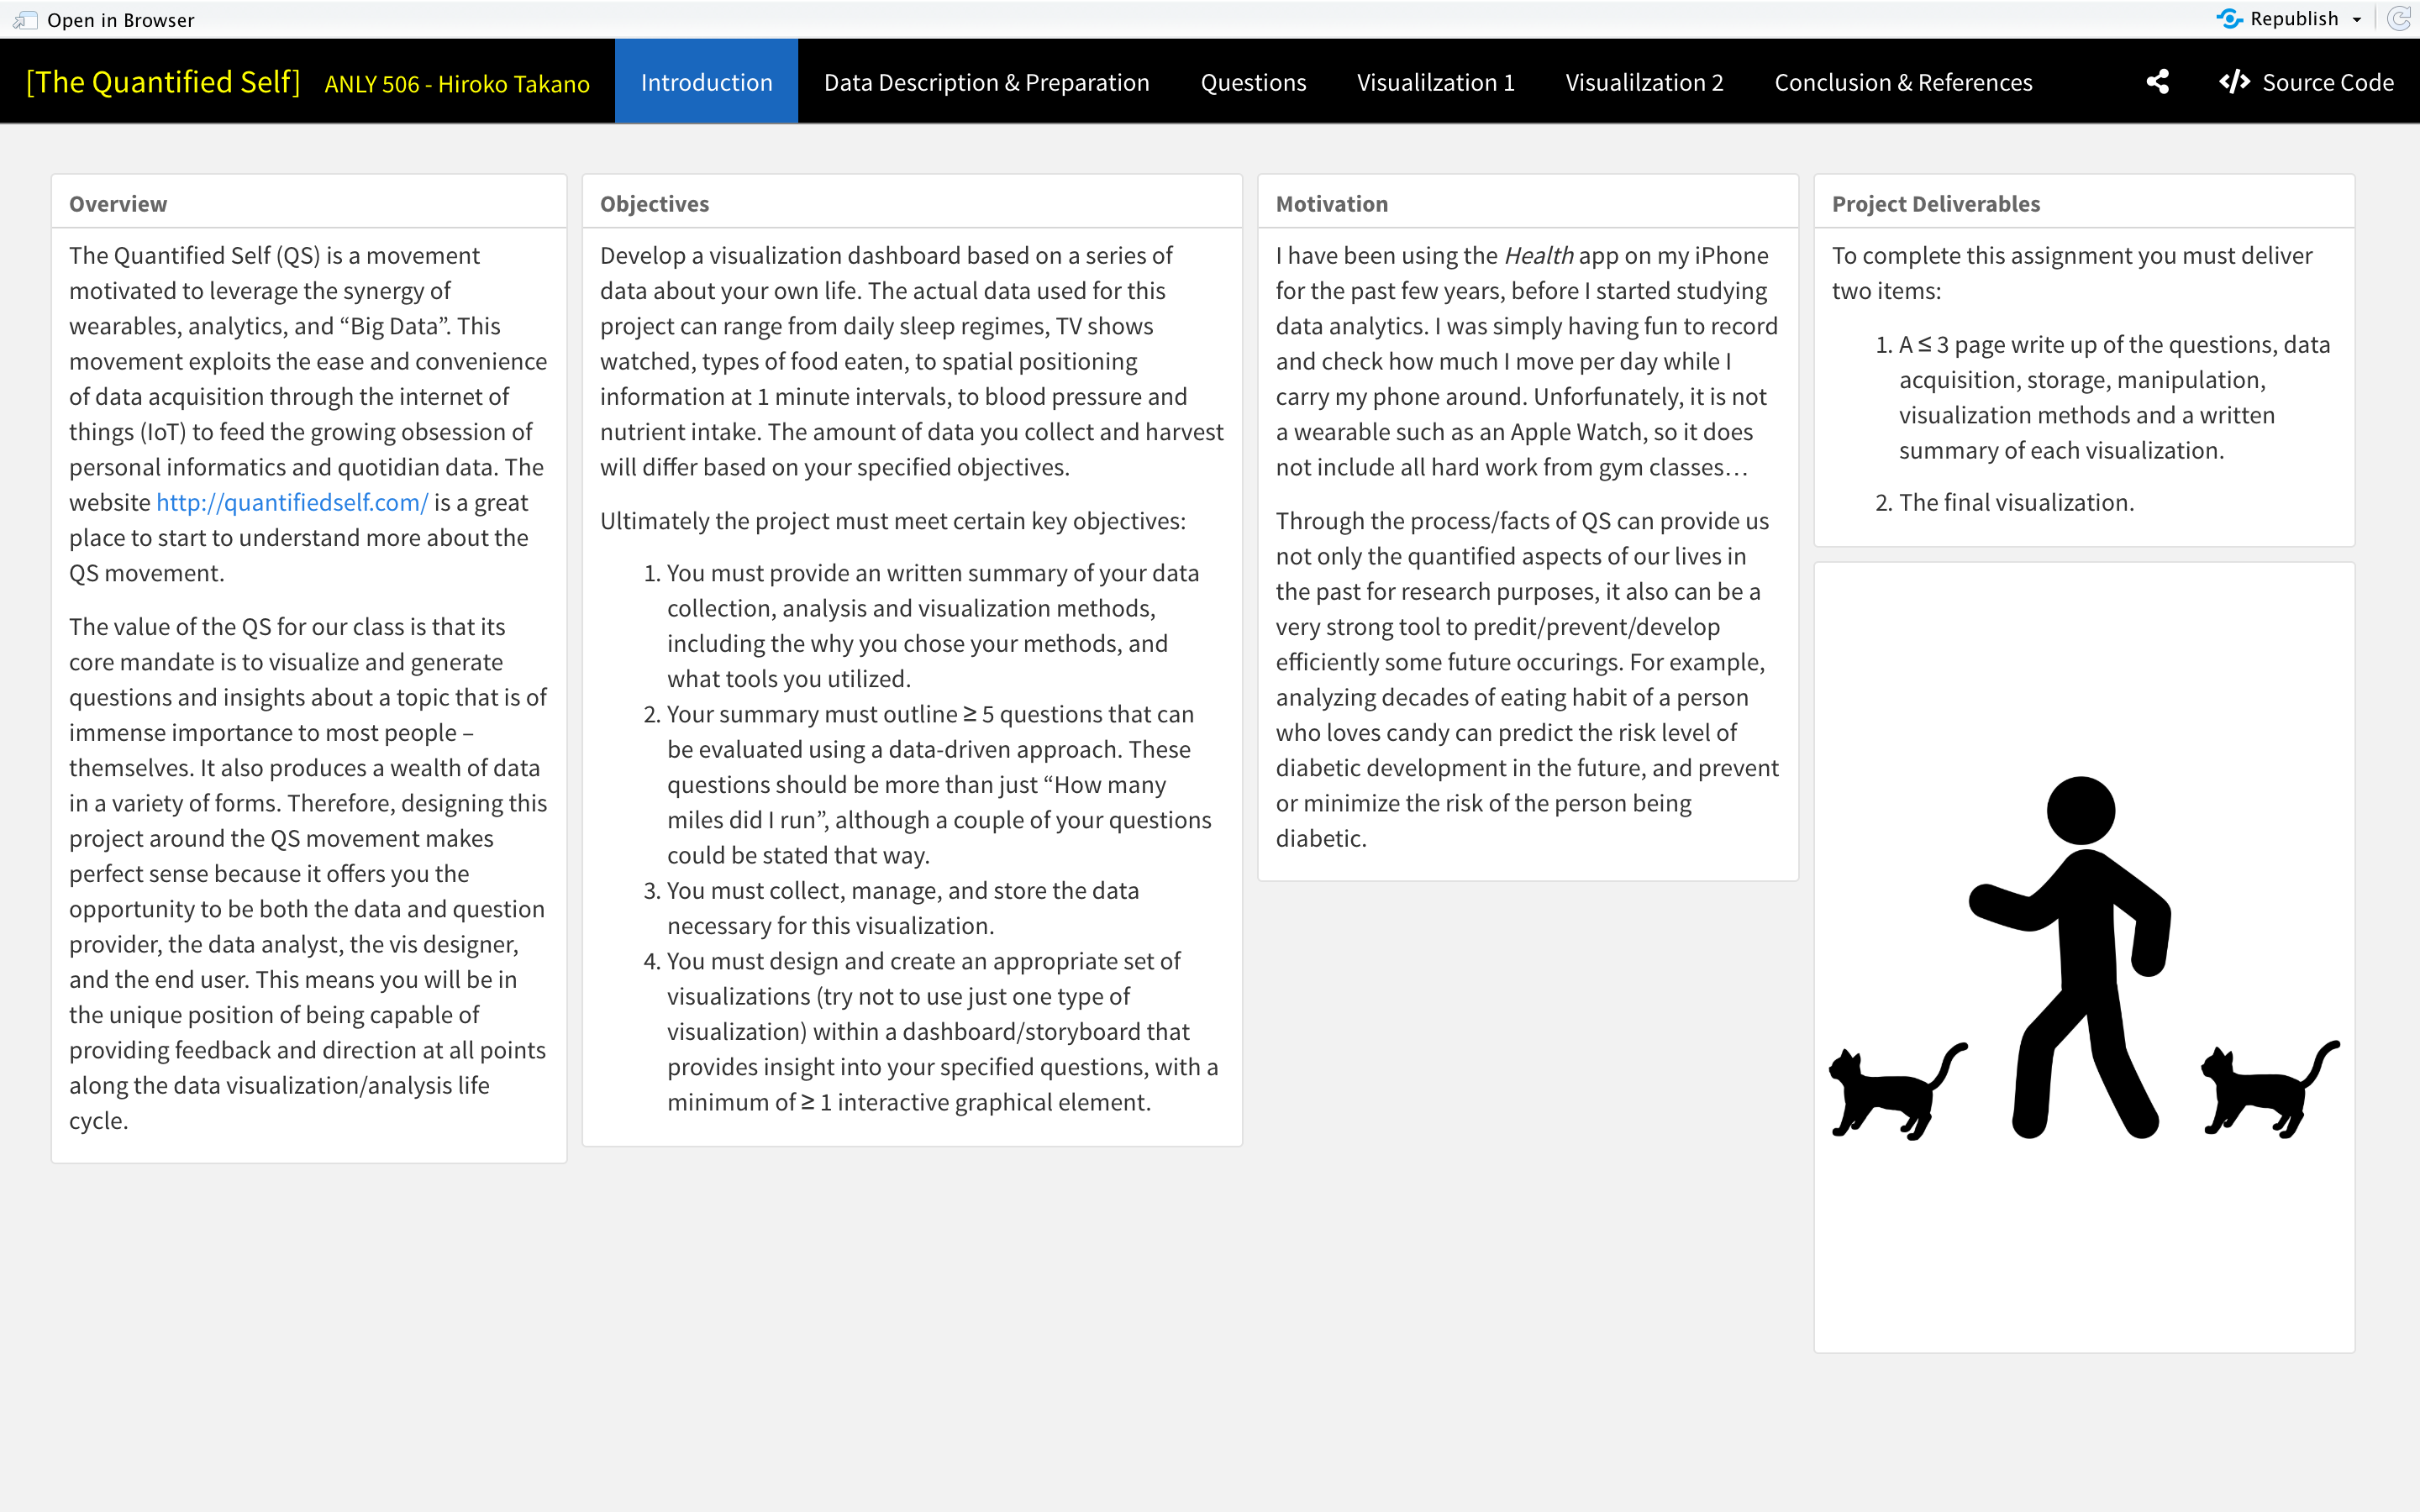 Open in Browser
Republish
[The Quantified Self] ANLY 506 - Hiroko Takano Introduction Data Description & Preparation Questions Visualilzation 1 Visualilzation 2 Conclusion & References Source Code
Overview
The Quantified Self (QS) is a movement
motivated to leverage the synergy of
wearables, analytics, and “Big Data”. This
movement exploits the ease and convenience
of data acquisition through the internet of
things (IoT) to feed the growing obsession of
personal informatics and quotidian data. The
website http://quantifiedself.com/ is a great
place to start to understand more about the
QS movement.
The value of the QS for our class is that its
core mandate is to visualize and generate
questions and insights about a topic that is of
immense importance to most people –
themselves. It also produces a wealth of data
in a variety of forms. Therefore, designing this
project around the QS movement makes
perfect sense because it offers you the
opportunity to be both the data and question
provider, the data analyst, the vis designer,
and the end user. This means you will be in
the unique position of being capable of
providing feedback and direction at all points
along the data visualization/analysis life
cycle.
Objectives
Develop a visualization dashboard based on a series of
data about your own life. The actual data used for this
project can range from daily sleep regimes, TV shows
watched, types of food eaten, to spatial positioning
information at 1 minute intervals, to blood pressure and
nutrient intake. The amount of data you collect and harvest
will differ based on your specified objectives.
Ultimately the project must meet certain key objectives:
1. You must provide an written summary of your data
collection, analysis and visualization methods,
including the why you chose your methods, and
what tools you utilized.
2. Your summary must outline ≥ 5 questions that can
be evaluated using a data-driven approach. These
questions should be more than just “How many
miles did I run”, although a couple of your questions
could be stated that way.
3. You must collect, manage, and store the data
necessary for this visualization.
4. You must design and create an appropriate set of
visualizations (try not to use just one type of
visualization) within a dashboard/storyboard that
provides insight into your specified questions, with a
minimum of ≥ 1 interactive graphical element.
Motivation
I have been using the Health app on my iPhone
for the past few years, before I started studying
data analytics. I was simply having fun to record
and check how much I move per day while I
carry my phone around. Unforfunately, it is not
a wearable such as an Apple Watch, so it does
not include all hard work from gym classes…
Through the process/facts of QS can provide us
not only the quantified aspects of our lives in
the past for research purposes, it also can be a
very strong tool to predit/prevent/develop
efficiently some future occurings. For example,
analyzing decades of eating habit of a person
who loves candy can predict the risk level of
diabetic development in the future, and prevent
or minimize the risk of the person being
diabetic.
Project Deliverables
To complete this assignment you must deliver
two items:
1. A ≤ 3 page write up of the questions, data
acquisition, storage, manipulation,
visualization methods and a written
summary of each visualization.
2. The final visualization.